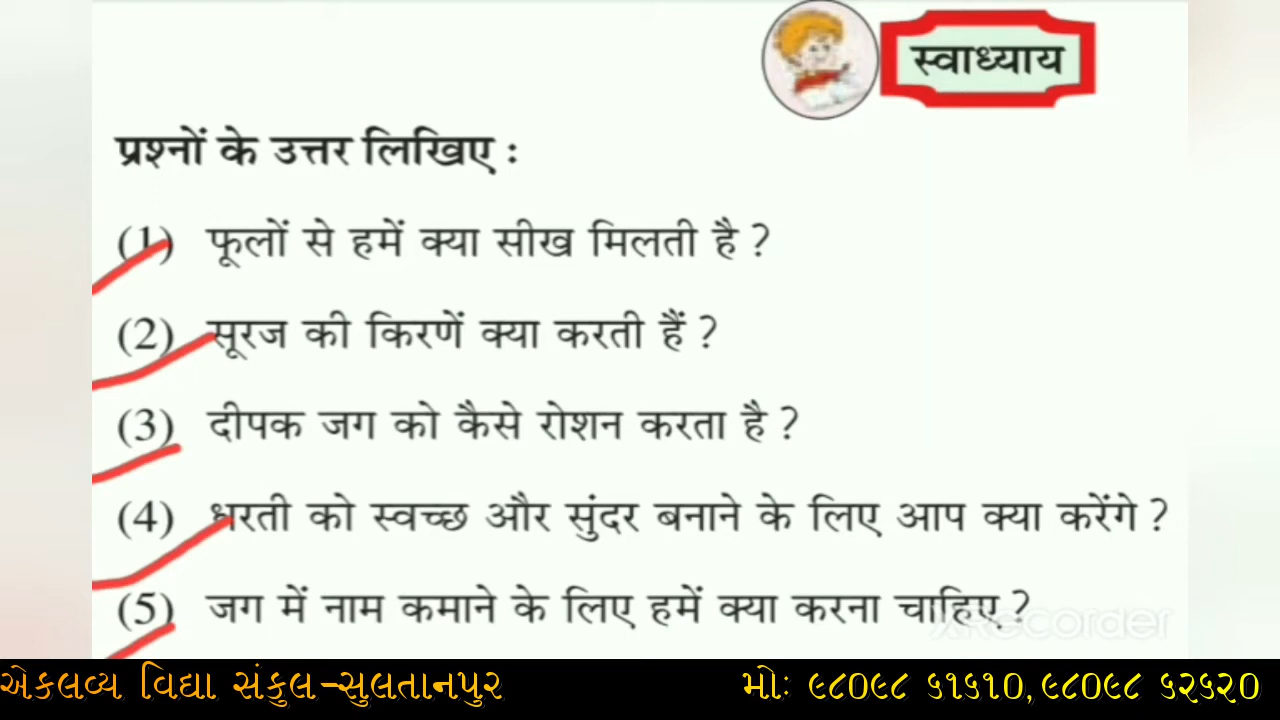 स्वाध्याय
प्रश्नों के उत्तर लिखिए :
(1) फूलों से हमें क्या सीख मिलती है ?
(2) सूरज की किरणें क्या करती हैं ?
(3) दीपक जग को कैसे रोशन करता है ?
(4) धरती को स्वच्छ और सुंदर बनाने के लिए आप क्या करेंगे ?
(5) जग में नाम कमाने के लिए हमें क्या करना चाहिए ?
XRecorder
એકલવ્ય વિદ્યા સંકુલ-સુલતાનપુર મોઃ ૯૮૦૯૮ ૬૧૬૧૦, ૯૮૦૯૮ ૬૨૬૨૦